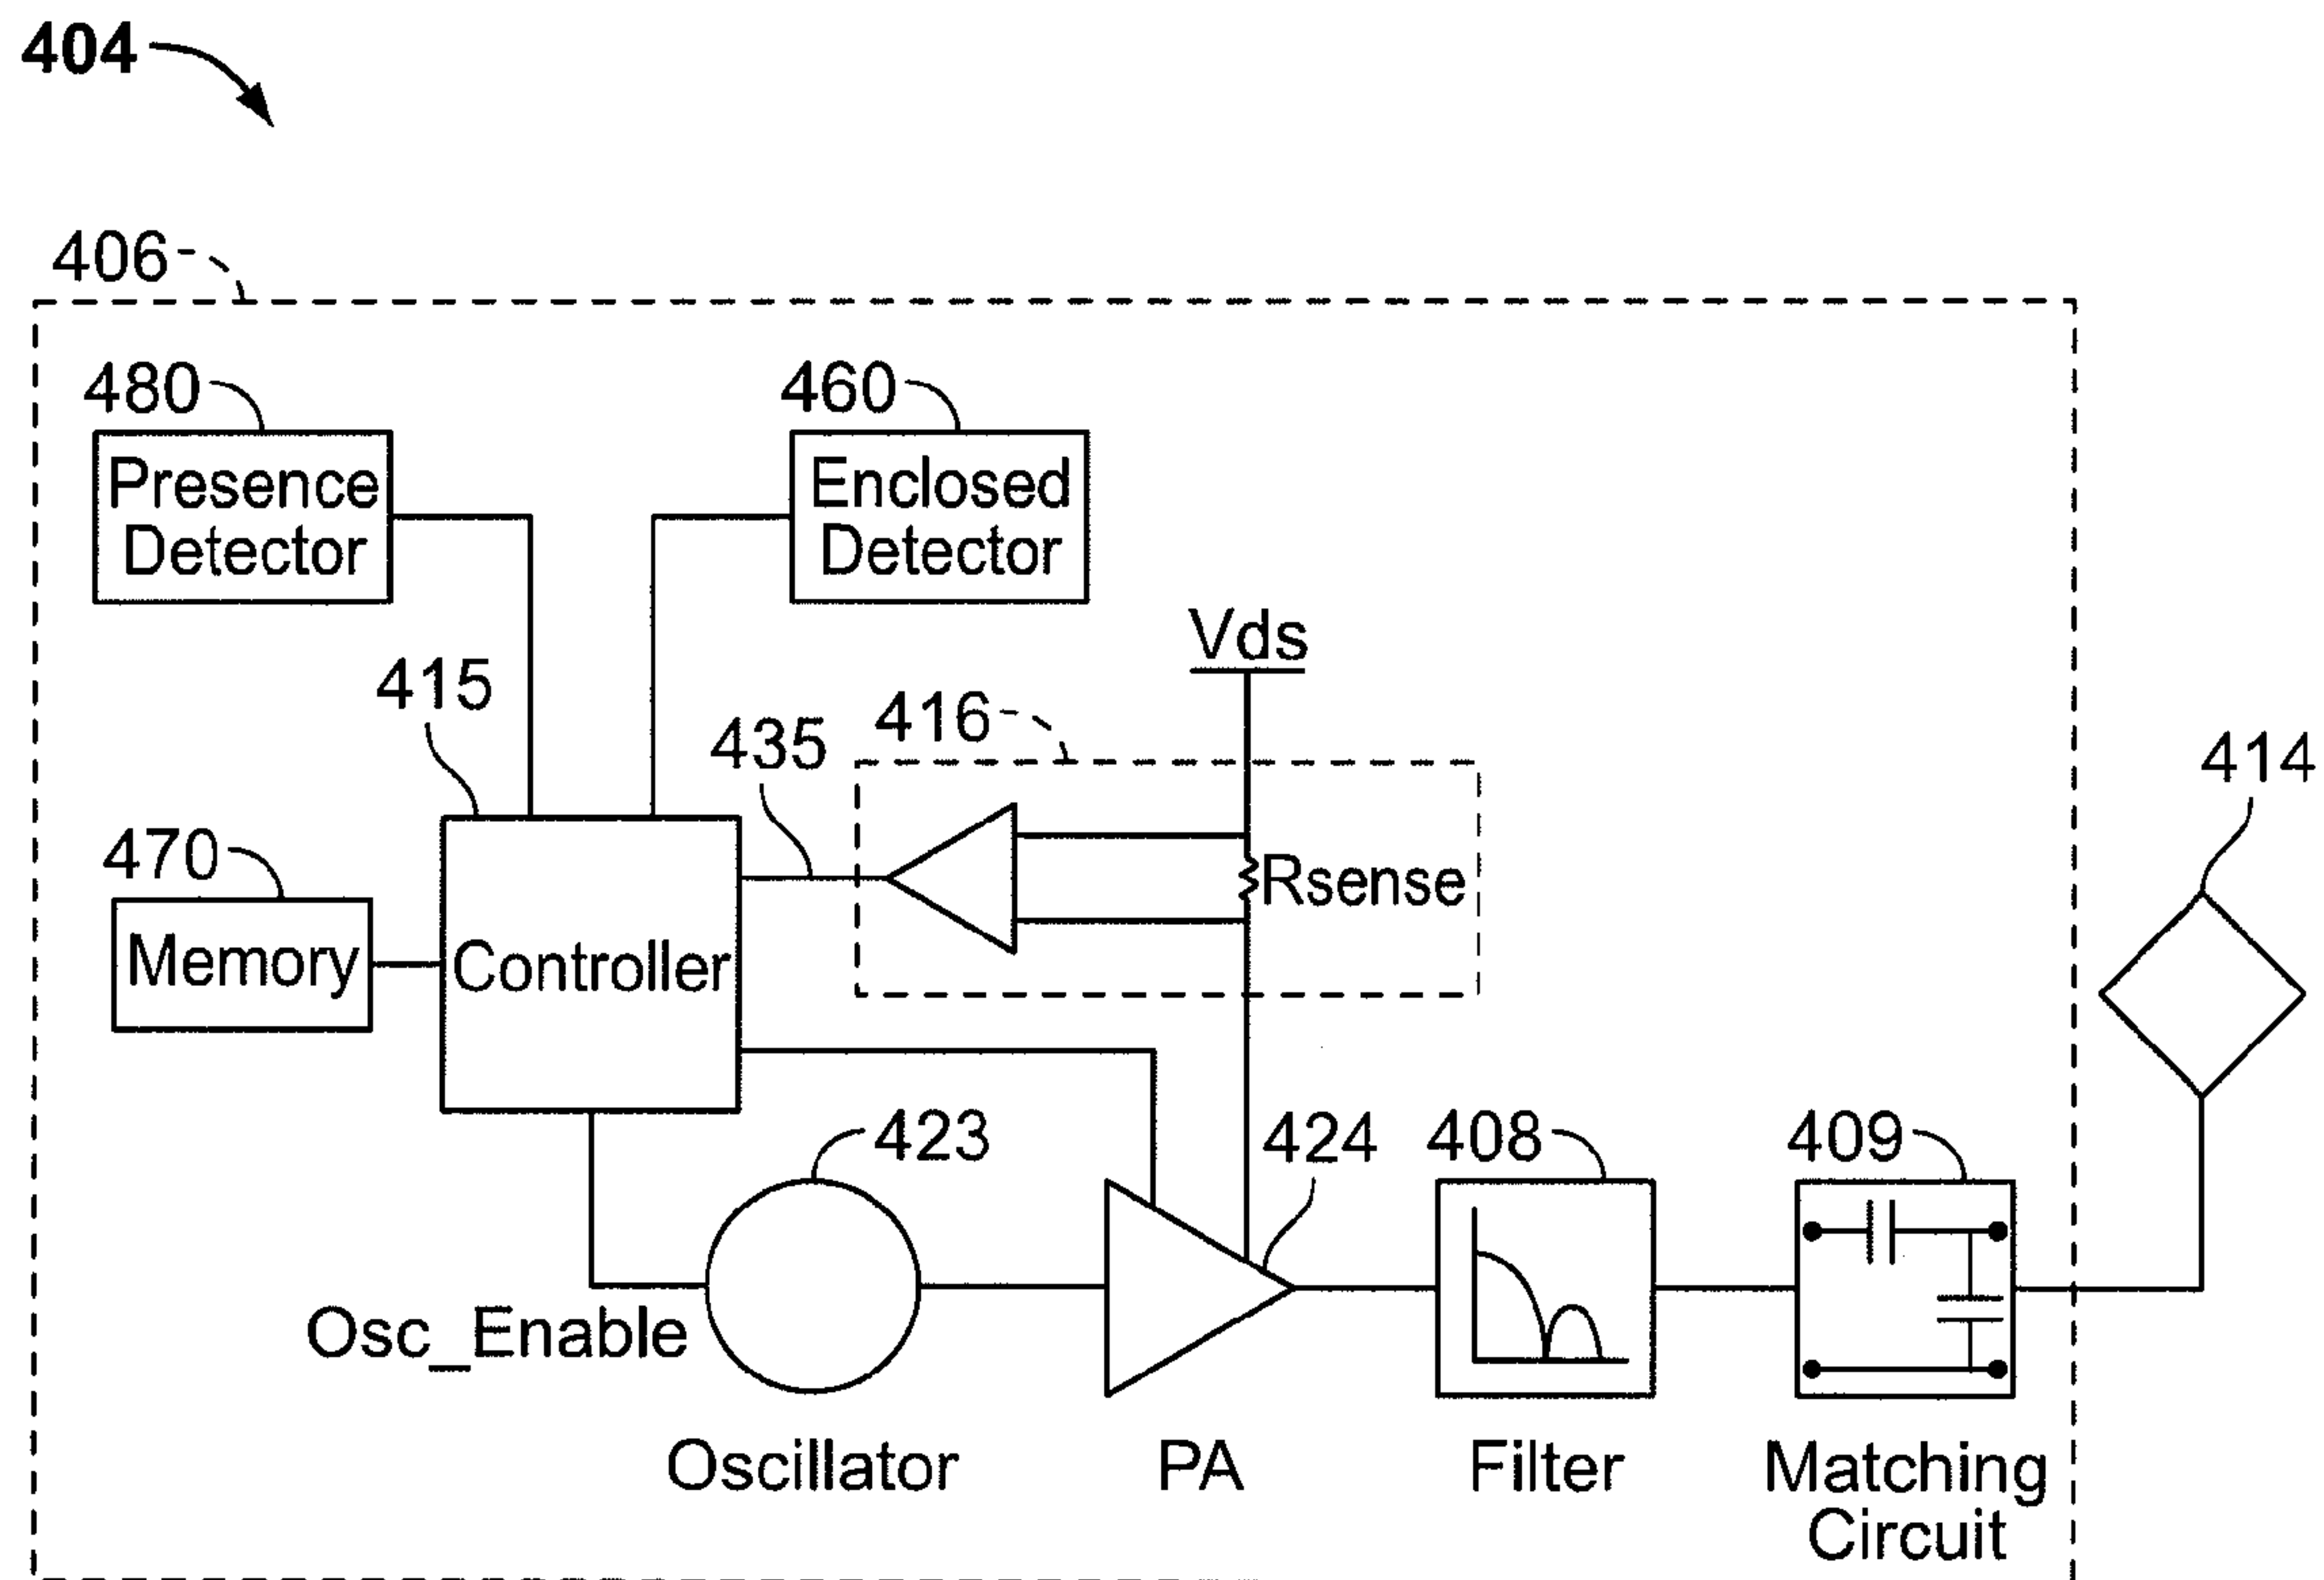 404
406
480
460
Presence
Detector
Enclosed
Detector
Vds
415
416
435
414
470
Rsense
Memory
Controller
423
424
408
409
Osc_Enable
Oscillator
PA
Filter
Matching
Circuit